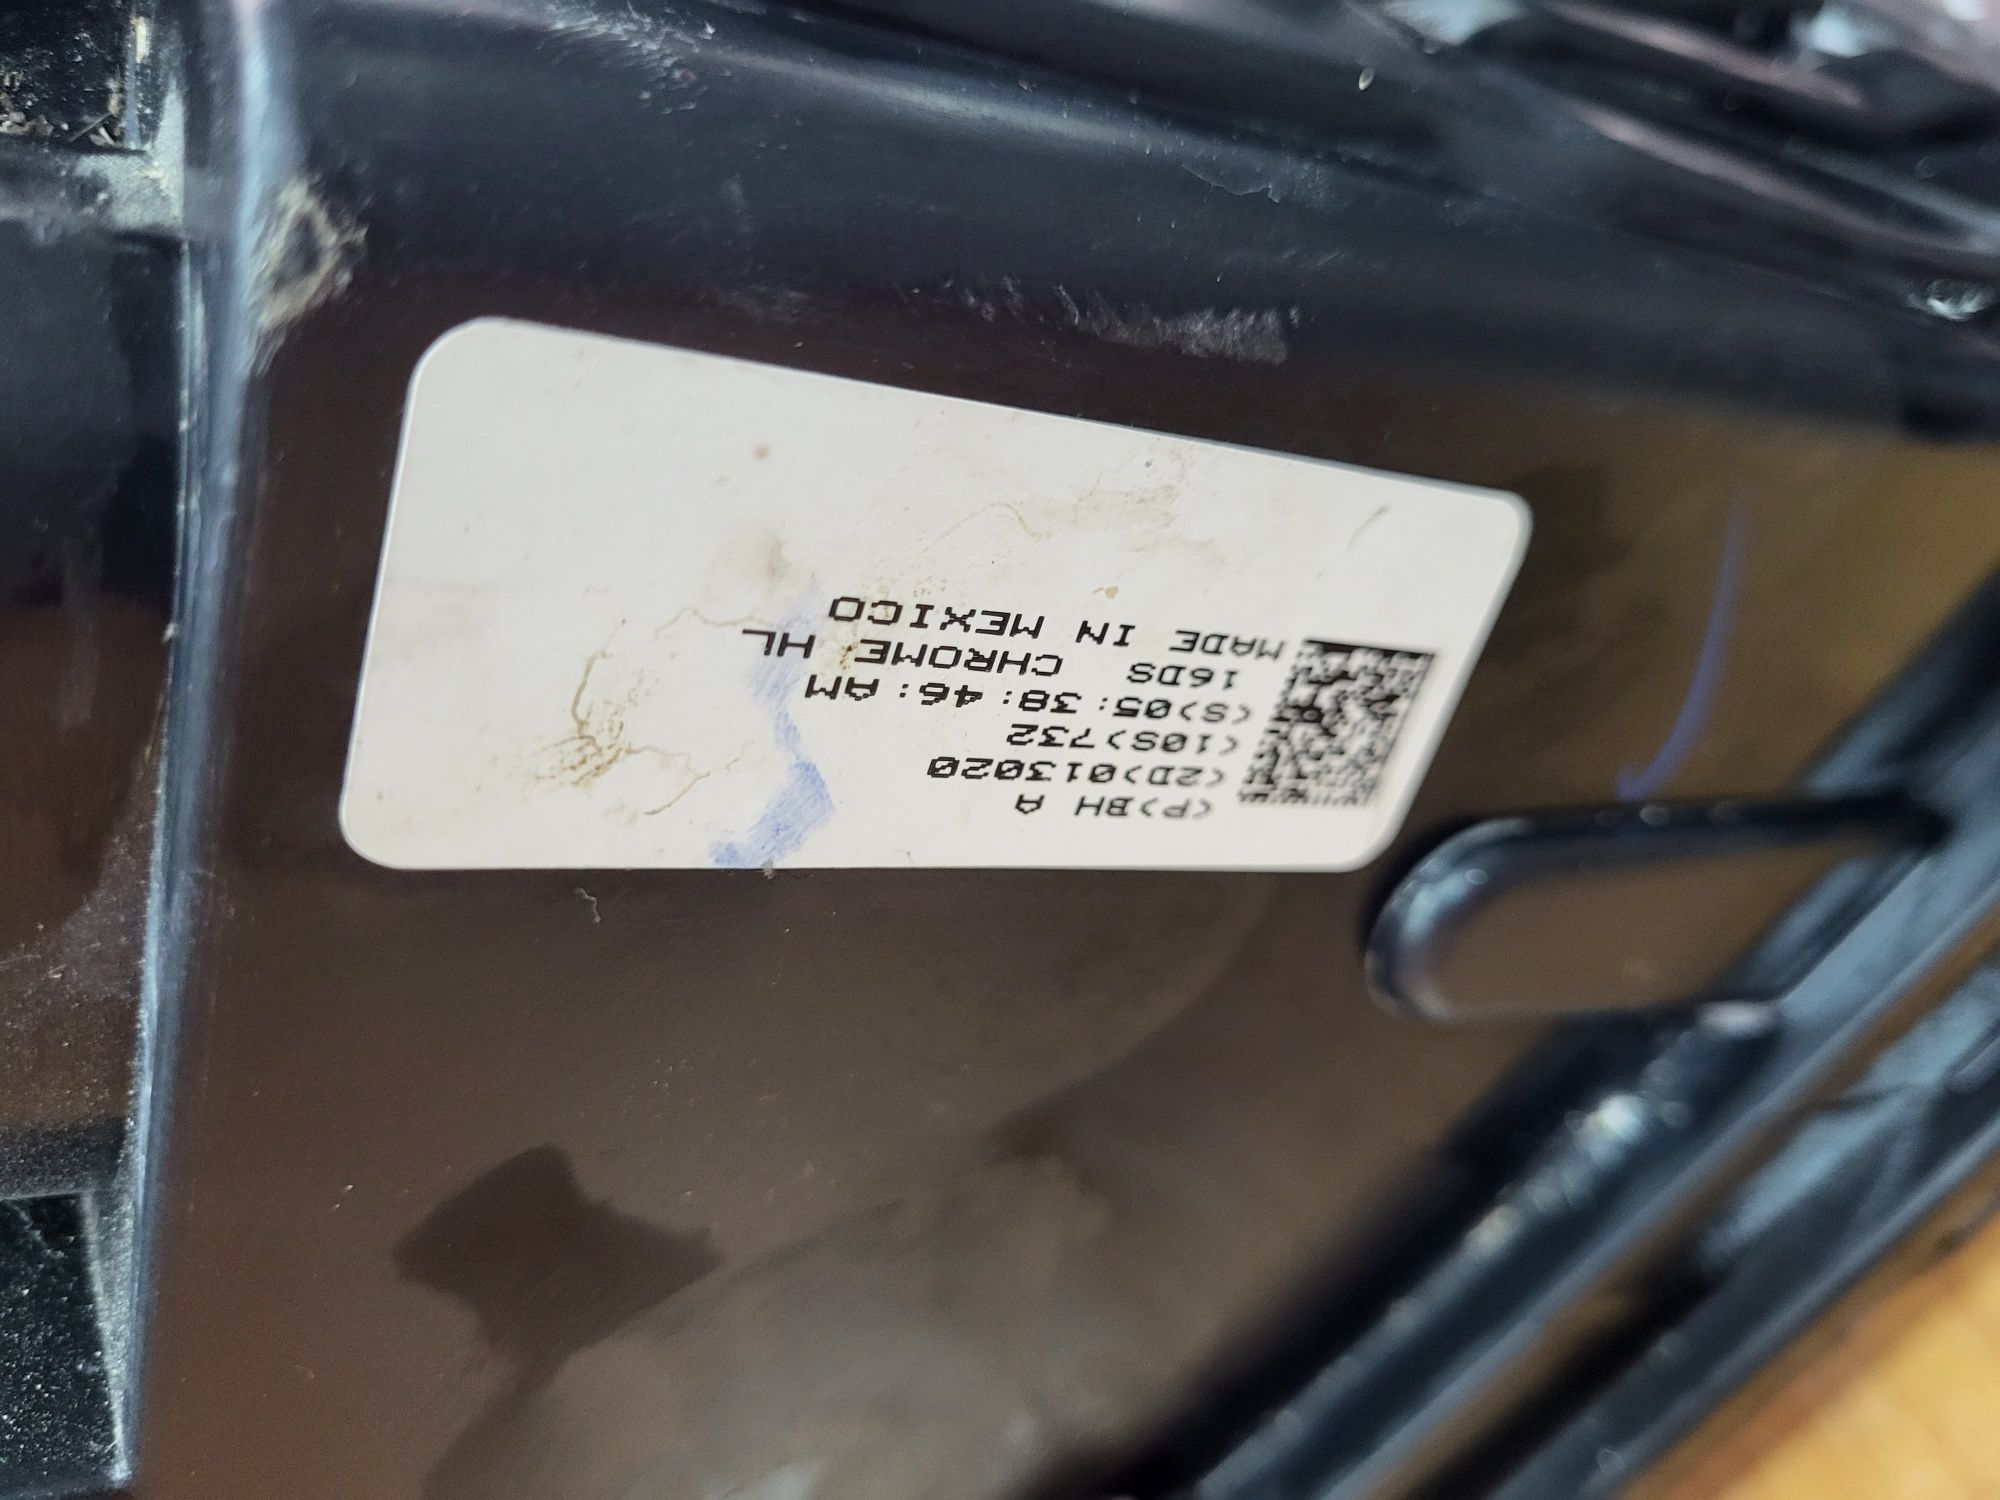 (P)BH A
(2D)013020
(10S)732
(S)05:38:46:AM
16DS CHROME HL
MADE IN MEXICO